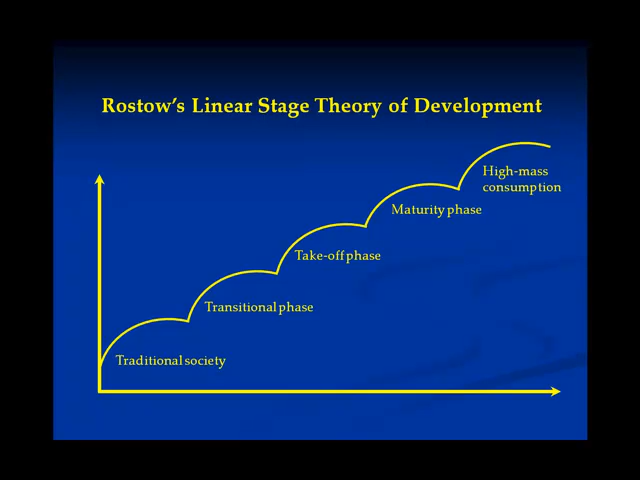 Rostow's Linear Stage Theory of Development
High-mass
consumption
Maturity phase
Take-off phase
Transitional phase
Traditional society